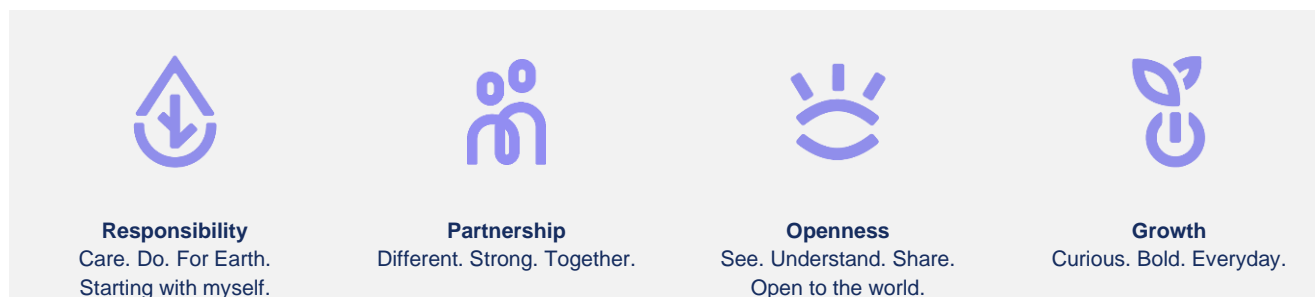 Responsibility
Care. Do. For Earth.
Starting with myself.
Partnership
Different. Strong. Together.
Openness
See. Understand. Share.
Open to the world.
Growth
Curious. Bold. Everyday.